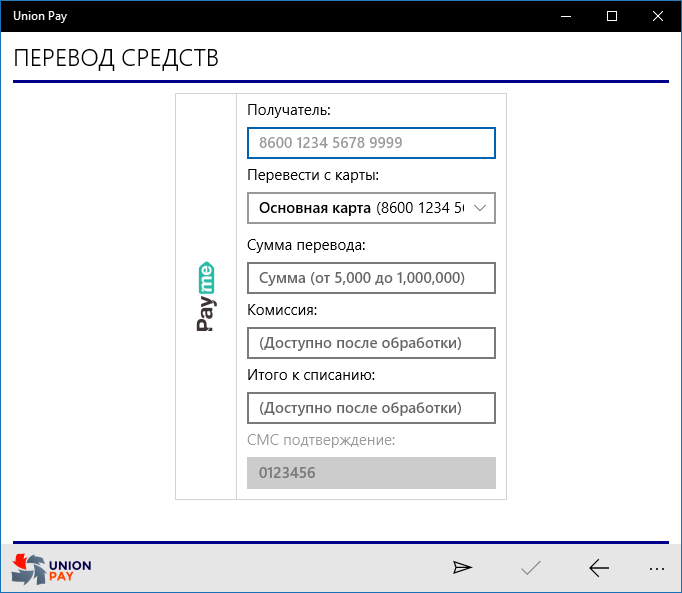 Union Pay
ПЕРЕВОД СРЕДСТВ
Payme
Получатель:
8600 1234 5678 9999
Перевести с карты:
Основная карта (8600 1234 5
Сумма перевода:
Сумма (от 5,000 до 1,000,000)
Комиссия:
(Доступно после обработки)
Итого к списанию:
(Доступно после обработки)
СМС подтверждение:
0123456
UNION
PAY